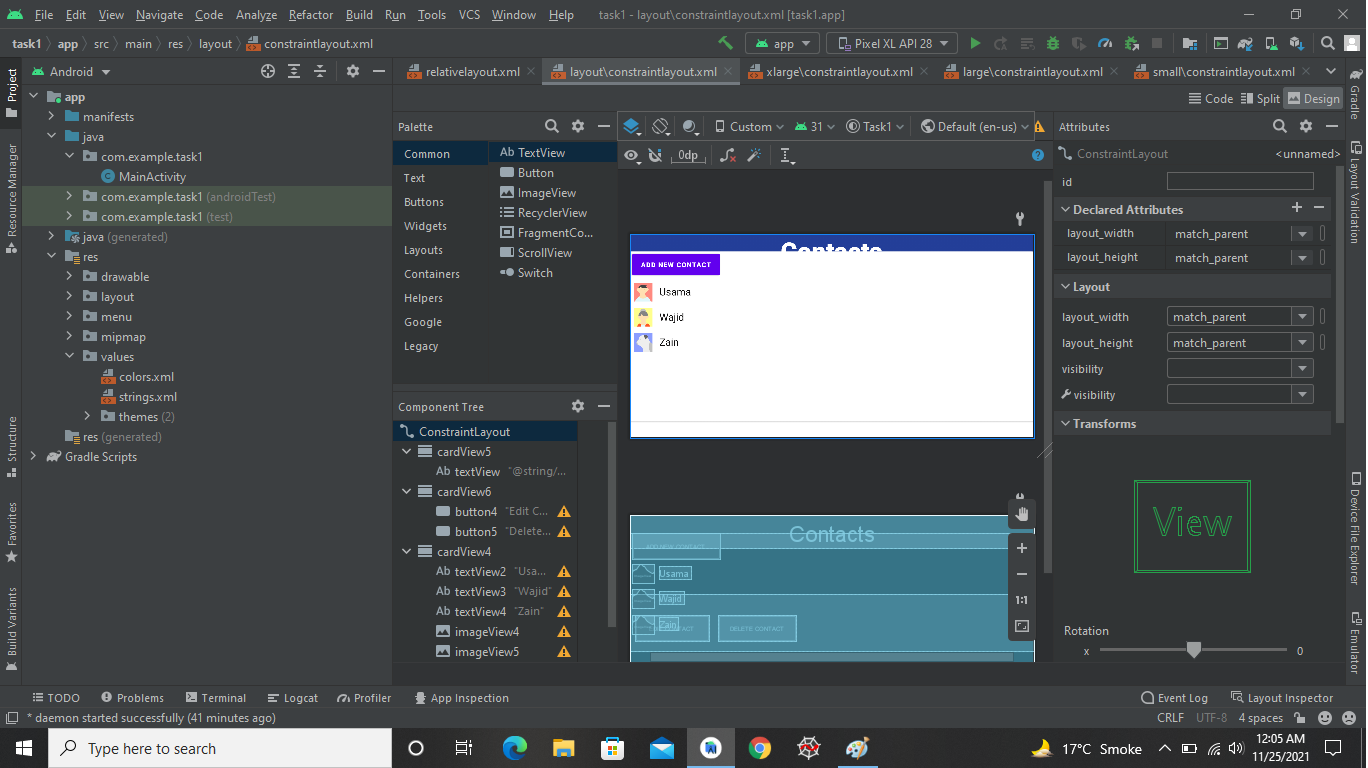 File Edit View Navigate Code Analyze Refactor Build Run Tools VCS Window Help task1 - layout\constraintlayout.xml [task1.app]
task1 app src main res layout constraintlayout.xml app Pixel XL API 28
Android relativelayout.xml layout\constraintlayout.xml xlarge\constraintlayout.xml large\constraintlayout.xml small\constraintlayout.xml
Project
Resource Manager
Structure
Favorites
Build Variants
app
manifests
java
com.example.task1
MainActivity
com.example.task1 (androidTest)
com.example.task1 (test)
java (generated)
res
drawable
layout
menu
mipmap
values
colors.xml
strings.xml
themes (2)
res (generated)
Gradle Scripts
Code Split Design
Palette
Common
Text
Buttons
Widgets
Layouts
Containers
Helpers
Google
Legacy
Ab TextView
Button
ImageView
RecyclerView
FragmentCo...
ScrollView
Switch
Component Tree
ConstraintLayout
cardView5
Ab textView "@string/...
cardView6
button4 "Edit C...
button5 "Delete...
cardView4
Ab textView2 "Usa...
Ab textView3 "Wajid"
Ab textView4 "Zain"
imageView4
imageView5
Custom 31 Task1 Default (en-us)
0dp
Contacts
ADD NEW CONTACT
Usama
Wajid
Zain
Contacts
ADD NEW CONTACT
Usama
Wajid
Zain
CONTACT DELETE CONTACT
1:1
Attributes
ConstraintLayout <unnamed>
id
Declared Attributes
layout_width match_parent
layout_height match_parent
Layout
layout_width match_parent
layout_height match_parent
visibility
visibility
Transforms
View
Rotation
x 0
Gradle
Layout Validation
Device File Explorer
Emulator
TODO Problems Terminal Logcat Profiler App Inspection Event Log Layout Inspector
* daemon started successfully (41 minutes ago) CRLF UTF-8 4 spaces
Type here to search 17°C Smoke 12:05 AM
11/25/2021